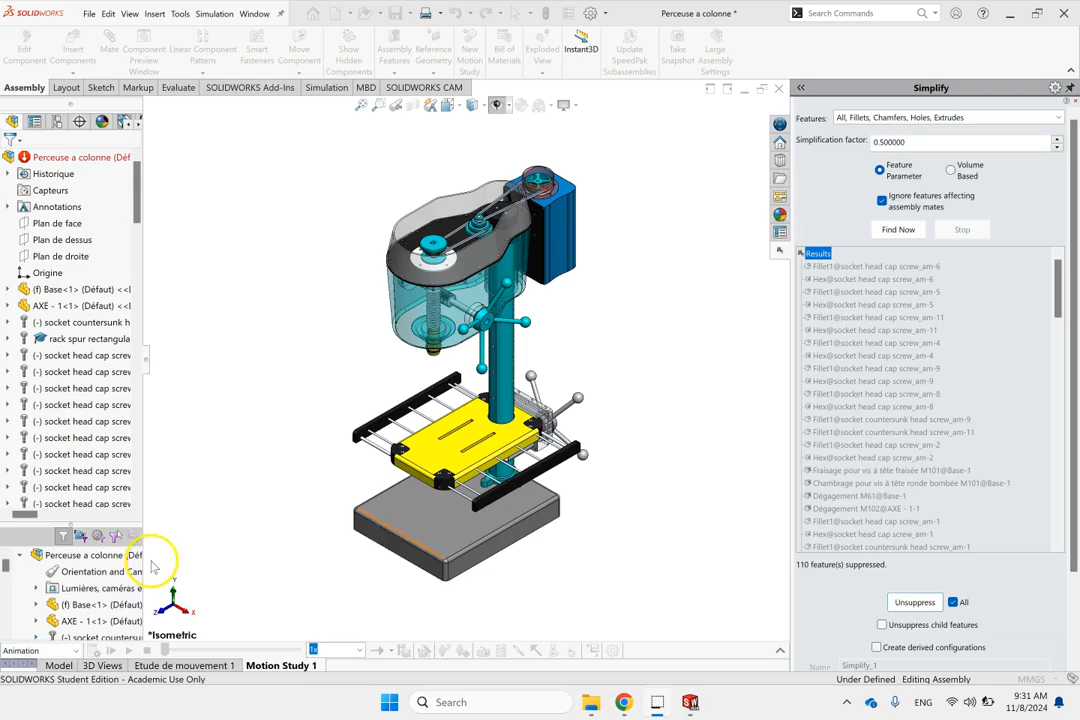 SOLIDWORKS File Edit View Insert Tools Simulation Window Perceuse a colonne * Search Commands
Edit Component
Insert Components
Mate
Component Preview Window
Linear Component Pattern
Smart Fasteners
Move Component
Show Hidden Components
Assembly Features
Reference Geometry
New Motion Study
Bill of Materials
Exploded View
Instant3D
Update SpeedPak Subassemblies
Take Snapshot
Large Assembly Settings
Assembly Layout Sketch Markup Evaluate SOLIDWORKS Add-Ins Simulation MBD SOLIDWORKS CAM
Perceuse a colonne (Déf
Historique
Capteurs
Annotations
Plan de face
Plan de dessus
Plan de droite
Origine
(f) Base<1> (Défaut) <<D
AXE - 1<1> (Défaut) <<D
(-) socket countersunk h
rack spur rectangula
(-) socket head cap screw
(-) socket head cap screw
(-) socket head cap screw
(-) socket head cap screw
(-) socket head cap screw
(-) socket head cap screw
(-) socket head cap screw
(-) socket head cap screw
(-) socket head cap screw
(-) socket head cap screw
Perceuse a colonne (Déf
Orientation and Cam
Lumières, caméras e
(f) Base<1> (Défaut)
AXE - 1<1> (Défaut)
(-) socket countersu
Y
X
Z
*Isometric
Simplify
Features: All, Fillets, Chamfers, Holes, Extrudes
Simplification factor: 0.500000
Feature Parameter
Volume Based
Ignore features affecting assembly mates
Find Now Stop
Results
Fillet1@socket head cap screw_am-6
Hex@socket head cap screw_am-6
Fillet1@socket head cap screw_am-5
Hex@socket head cap screw_am-5
Fillet1@socket head cap screw_am-11
Hex@socket head cap screw_am-11
Fillet1@socket head cap screw_am-4
Hex@socket head cap screw_am-4
Fillet1@socket head cap screw_am-9
Hex@socket head cap screw_am-9
Fillet1@socket head cap screw_am-8
Hex@socket head cap screw_am-8
Fillet1@socket countersunk head screw_am-9
Fillet1@socket countersunk head screw_am-11
Fillet1@socket head cap screw_am-2
Hex@socket head cap screw_am-2
Fraisage pour vis à tête fraisée M101@Base-1
Chambrage pour vis à tête ronde bombée M101@Base-1
Dégagement M61@Base-1
Dégagement M102@AXE - 1-1
Fillet1@socket head cap screw_am-1
Hex@socket head cap screw_am-1
Fillet1@socket countersunk head screw_am-1
110 feature(s) suppressed.
Unsuppress All
Unsuppress child features
Create derived configurations
Name Simplify_1
Animation 1x
Model 3D Views Etude de mouvement 1 Motion Study 1
SOLIDWORKS Student Edition - Academic Use Only Under Defined Editing Assembly MMGS
Search ENG 9:31 AM
11/8/2024